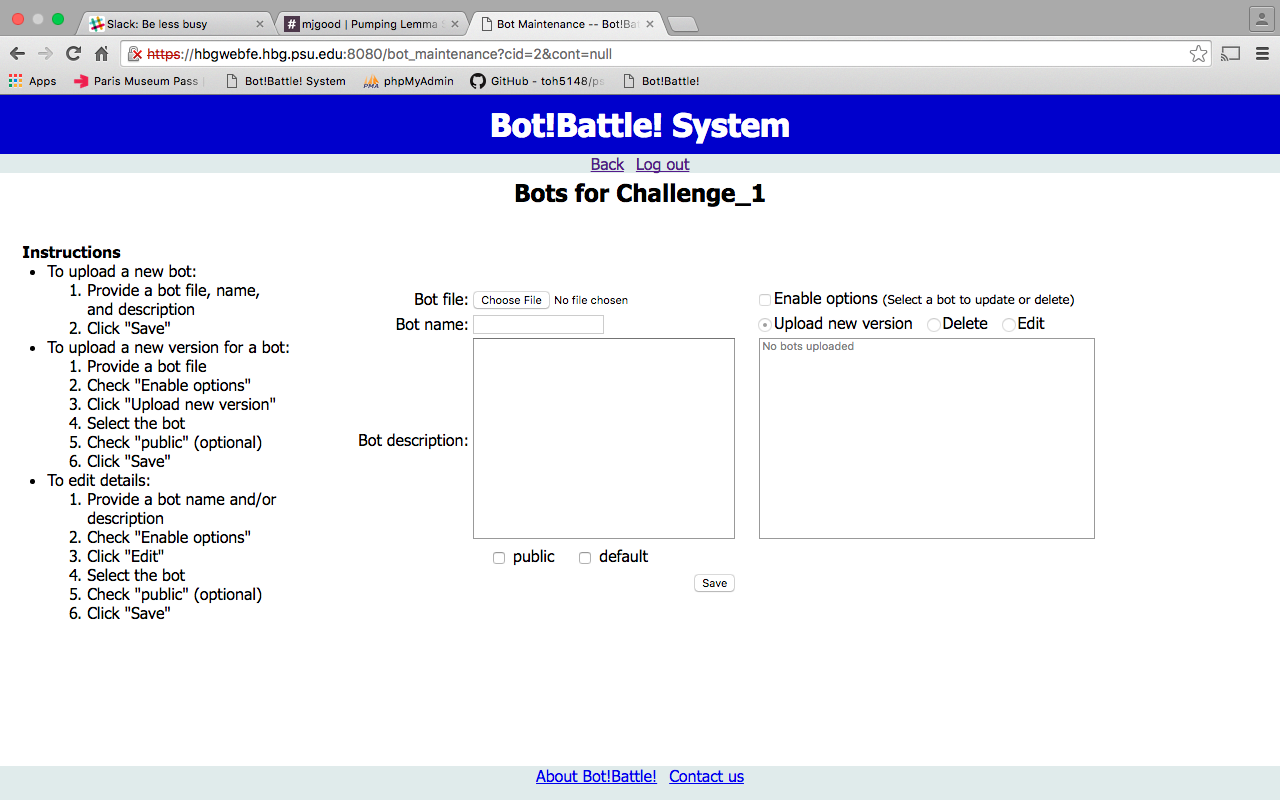 Slack: Be less busy
mjgood | Pumping Lemma
Bot Maintenance -- Bot!Ba
https://hbgwebfe.hbg.psu.edu:8080/bot_maintenance?cid=2&cont=null
Apps
Paris Museum Pass
Bot!Battle! System
phpMyAdmin
GitHub - toh5148/ps
Bot!Battle!
Bot!Battle! System
Back Log out
Bots for Challenge_1
Instructions
• To upload a new bot:
1. Provide a bot file, name,
and description
2. Click "Save"
• To upload a new version for a bot:
1. Provide a bot file
2. Check "Enable options"
3. Click "Upload new version"
4. Select the bot
5. Check "public" (optional)
6. Click "Save"
• To edit details:
1. Provide a bot name and/or
description
2. Check "Enable options"
3. Click "Edit"
4. Select the bot
5. Check "public" (optional)
6. Click "Save"
Bot file: Choose File No file chosen
Bot name:
Bot description:
public default
Save
Enable options (Select a bot to update or delete)
Upload new version Delete Edit
No bots uploaded
About Bot!Battle! Contact us